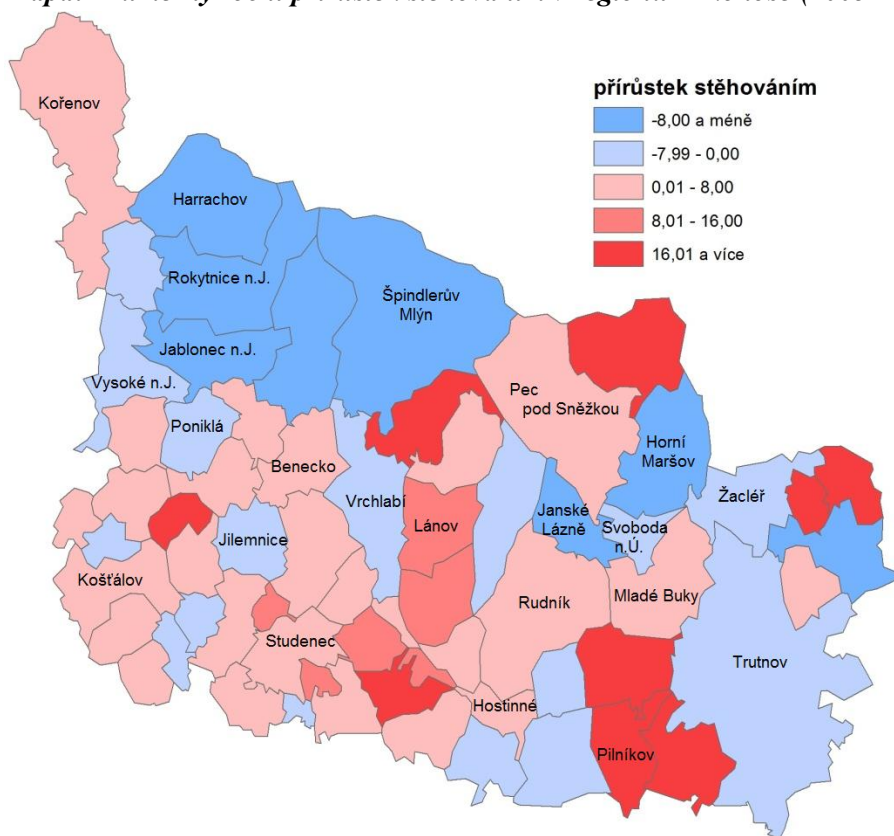 přírůstek stěhováním
-8,00 a méně
-7,99 - 0,00
0,01 - 8,00
8,01 - 16,00
16,01 a více
Kořenov
Harrachov
Rokytnice n.J.
Špindlerův
Mlýn
Jablonec n.J.
Vysoké n.J.
Pec
pod Sněžkou
Poniklá
Horní
Maršov
Benecko
Žacléř
Vrchlabí
Lánov
Janské
Lázně
Svoboda
n.Ú.
Jilemnice
Košťálov
Rudník
Mladé Buky
Studenec
Trutnov
Hostinné
Pilníkov